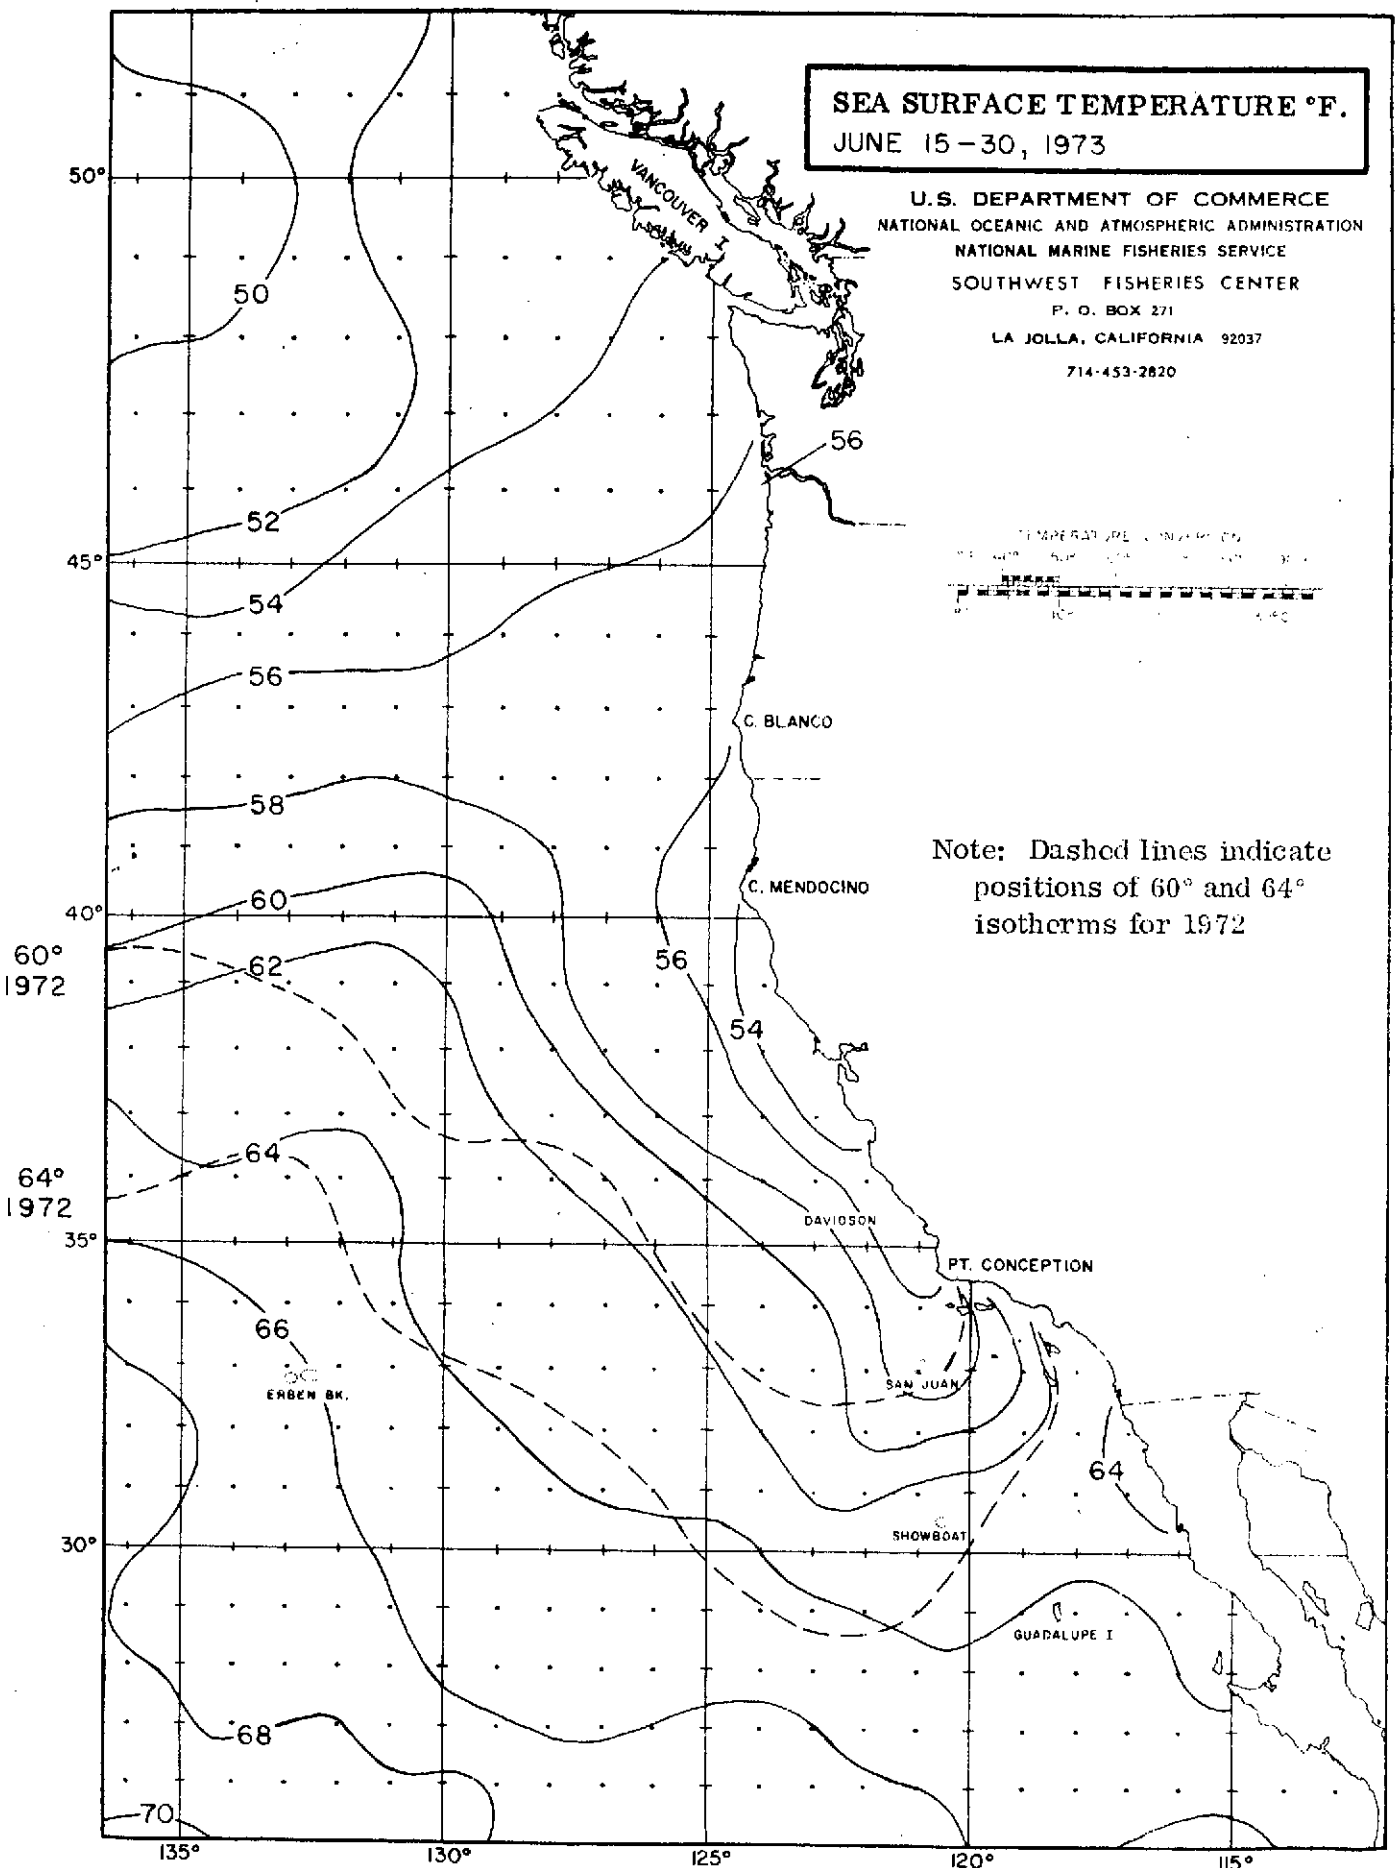 SEA SURFACE TEMPERATURE °F.
JUNE 15-30, 1973
U.S. DEPARTMENT OF COMMERCE
NATIONAL OCEANIC AND ATMOSPHERIC ADMINISTRATION
NATIONAL MARINE FISHERIES SERVICE
SOUTHWEST FISHERIES CENTER
P. O. BOX 271
LA JOLLA, CALIFORNIA 92037
714-453-2820
50°
VANCOUVER I
50
56
52
45°
54
56
C. BLANCO
58
Note: Dashed lines indicate
positions of 60° and 64°
isotherms for 1972
C. MENDOCINO
60
40°
60°
1972
62
56
54
64
64°
1972
DAVIDSON
35°
PT. CONCEPTION
66
ERBEN BK.
SAN JUAN
64
SHOWBOAT
30°
GUADALUPE I
68
70
135°
130°
125°
120°
115°